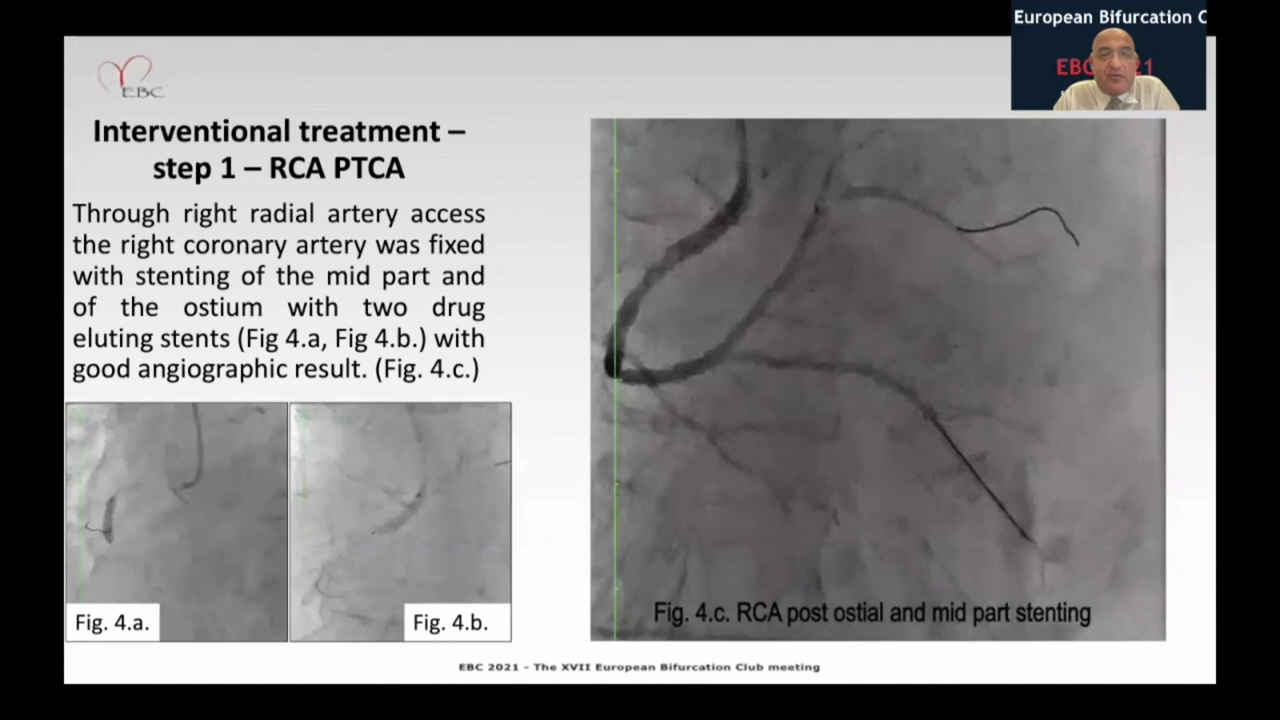 European Bifurcation C
EBC 21
EBC
Interventional treatment –
step 1 – RCA PTCA
Through right radial artery access
the right coronary artery was fixed
with stenting of the mid part and
of the ostium with two drug
eluting stents (Fig 4.a, Fig 4.b.) with
good angiographic result. (Fig. 4.c.)
Fig. 4.a.
Fig. 4.b.
Fig. 4.c. RCA post ostial and mid part stenting
EBC 2021 - The XVII European Bifurcation Club meeting